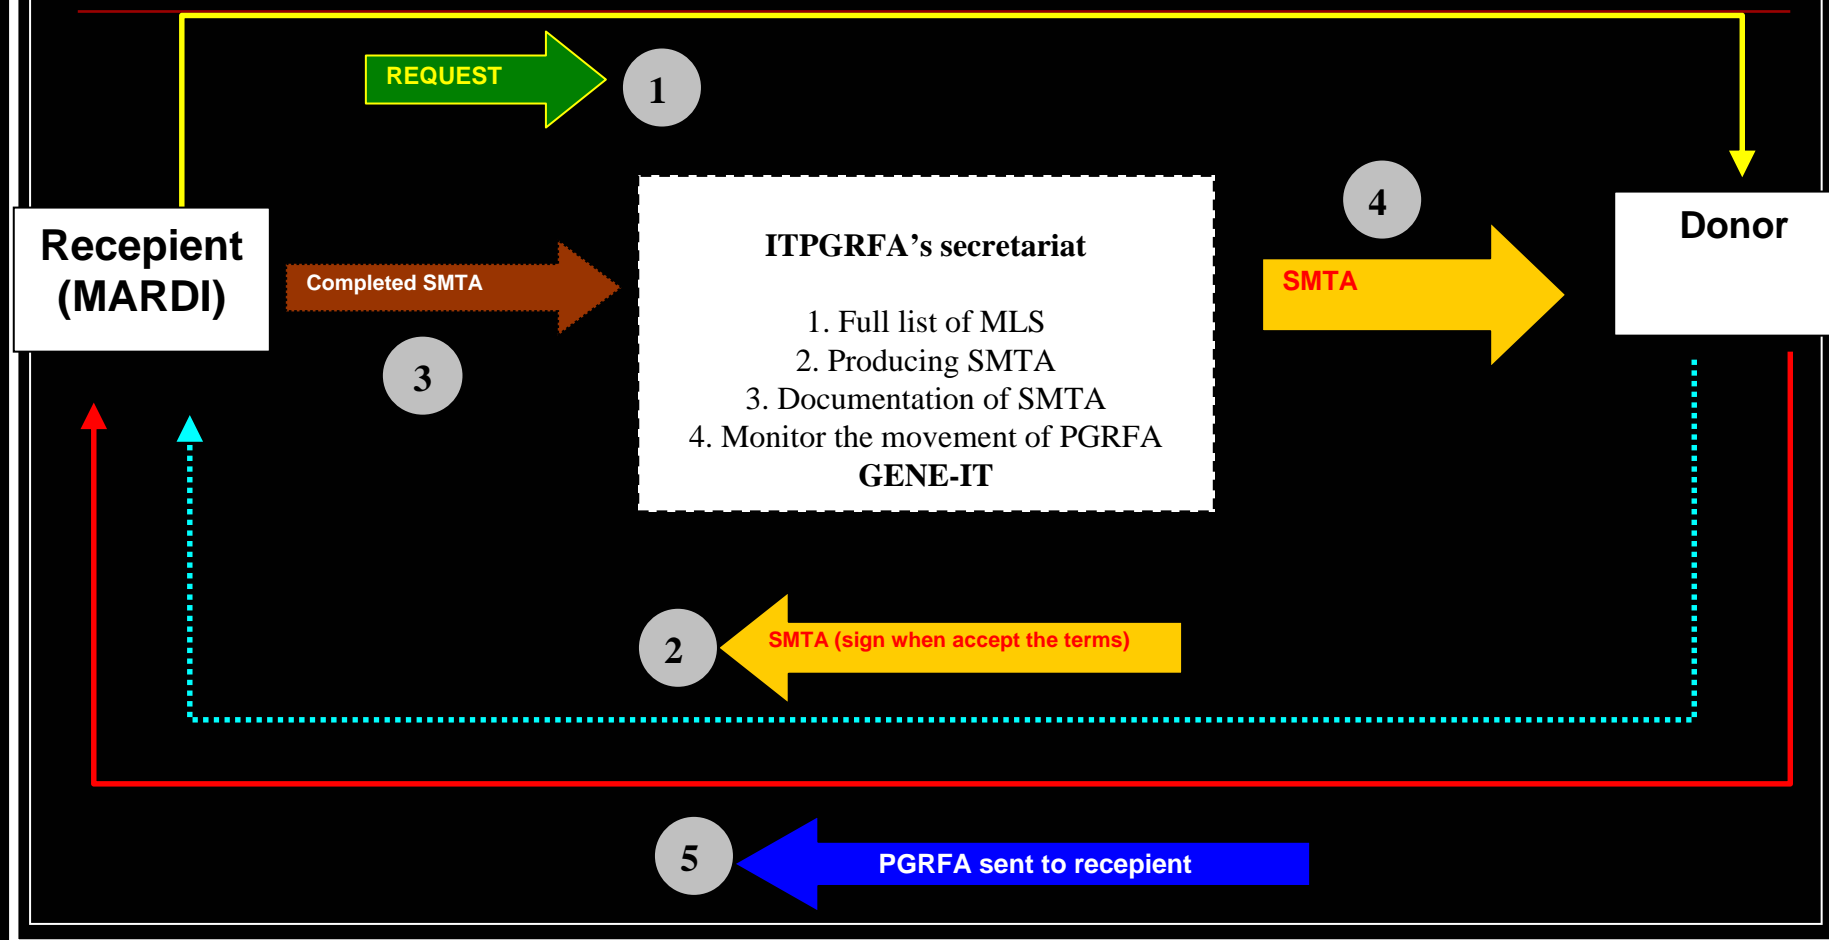 REQUEST
1
Recepient
(MARDI)
Completed SMTA
3
ITPGRFA’s secretariat
1. Full list of MLS
2. Producing SMTA
3. Documentation of SMTA
4. Monitor the movement of PGRFA
GENE-IT
4
SMTA
Donor
2
SMTA (sign when accept the terms)
5
PGRFA sent to recepient